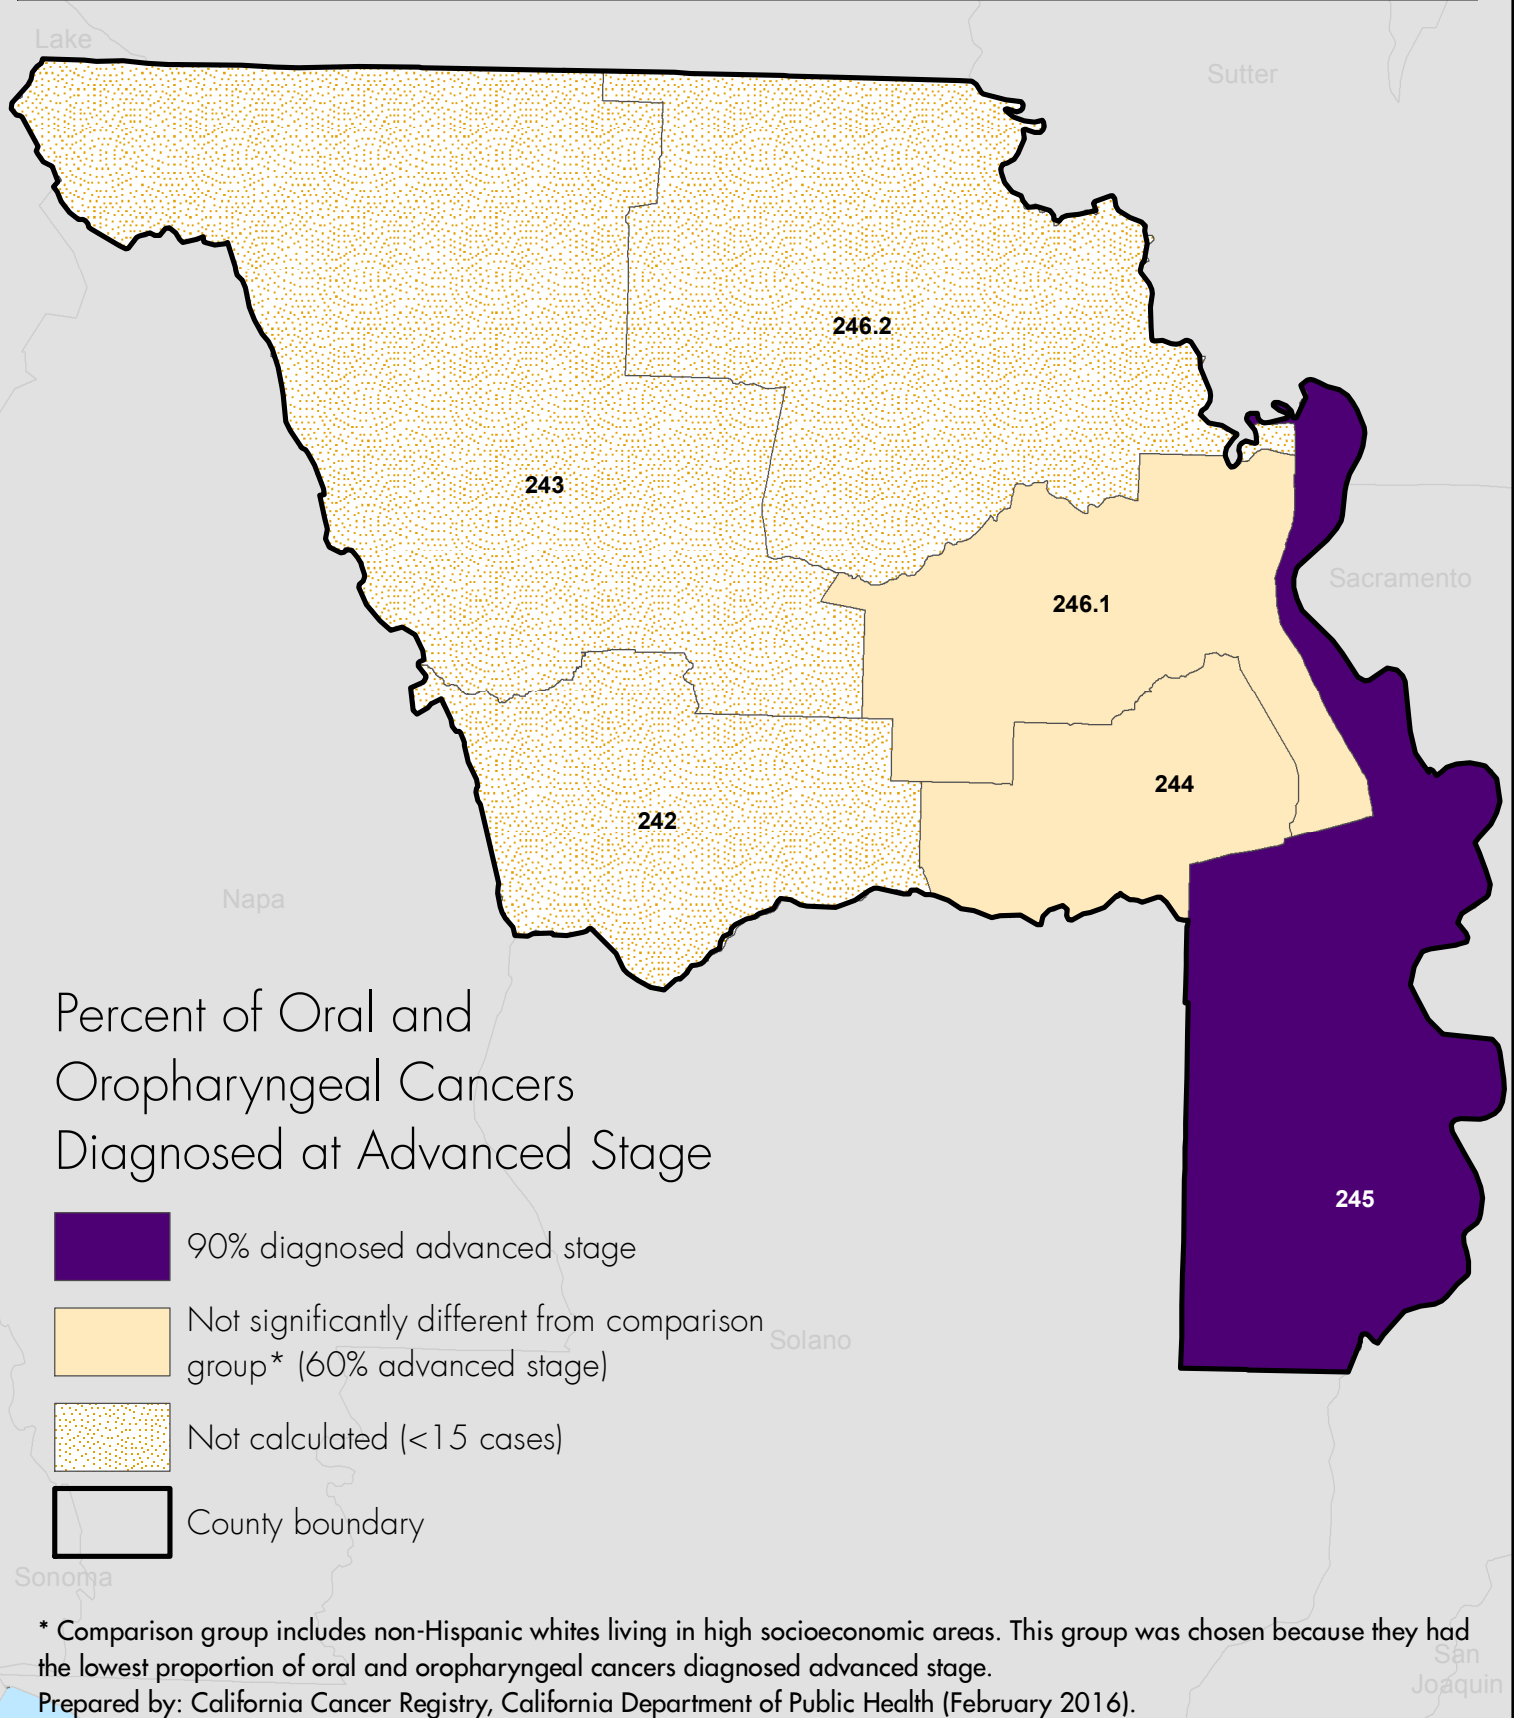 Lake
Sutter
246.2
243
Sacramento
246.1
244
242
Napa
Percent of Oral and
Oropharyngeal Cancers
Diagnosed at Advanced Stage
245
90% diagnosed advanced stage
Not significantly different from comparison
group* (60% advanced stage)
Solano
Not calculated (<15 cases)
County boundary
Sonoma
* Comparison group includes non-Hispanic whites living in high socioeconomic areas. This group was chosen because they had
the lowest proportion of oral and oropharyngeal cancers diagnosed advanced stage.
San
Joaquin
Prepared by: California Cancer Registry, California Department of Public Health (February 2016).